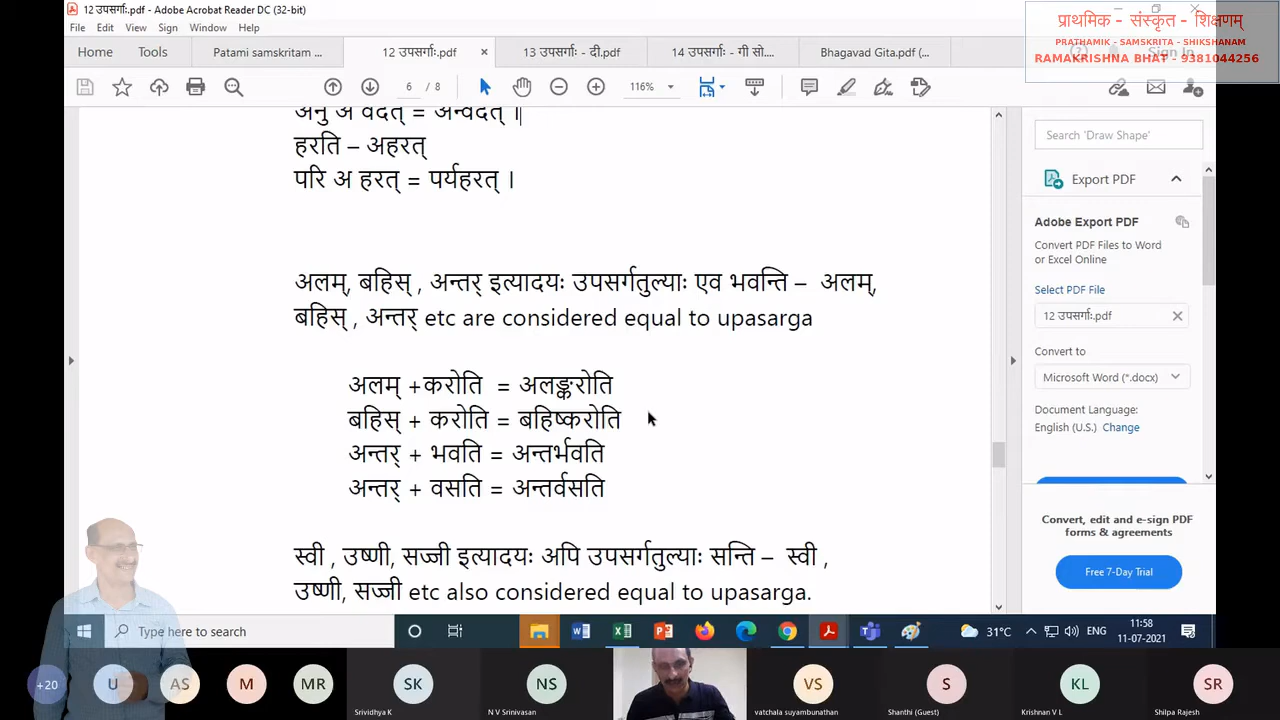 12 उपसर्गाः.pdf - Adobe Acrobat Reader DC (32-bit)
File Edit View Sign Window Help
Home Tools Patami samskritam ... 12 उपसर्गाः.pdf × 13 उपसर्गाः - दी.pdf 14 उपसर्गाः - गी सो.... Bhagavad Gita.pdf (... Sign In
प्राथमिक - संस्कृत - शिक्षणम्
PRATHAMIK - SAMSKRITA - SHIKSHANAM
RAMAKRISHNA BHAT - 9381044256
6 / 8 116%
अनु अ वदत् = अन्वदत् ।
हरति – अहरत्
परि अ हरत् = पर्यहरत् ।
अलम्, बहिस् , अन्तर् इत्यादयः उपसर्गतुल्याः एव भवन्ति – अलम्,
बहिस् , अन्तर् etc are considered equal to upasarga
अलम् +करोति = अलङ्करोति
बहिस् + करोति = बहिष्करोति
अन्तर् + भवति = अन्तर्भवति
अन्तर् + वसति = अन्तर्वसति
स्वी , उष्णी, सज्जी इत्यादयः अपि उपसर्गतुल्याः सन्ति – स्वी ,
उष्णी, सज्जी etc also considered equal to upasarga.
Search 'Draw Shape'
Export PDF
Adobe Export PDF
Convert PDF Files to Word
or Excel Online
Select PDF File
12 उपसर्गाः.pdf ×
Convert to
Microsoft Word (*.docx)
Document Language:
English (U.S.) Change
Convert, edit and e-sign PDF
forms & agreements
Free 7-Day Trial
Type here to search
31°C ENG 11:58
11-07-2021
+20 U AS M MR SK NS VS S KL SR
Srividhya K N V Srinivasan vatchala suyambunathan Shanthi (Guest) Krishnan V L Shilpa Rajesh